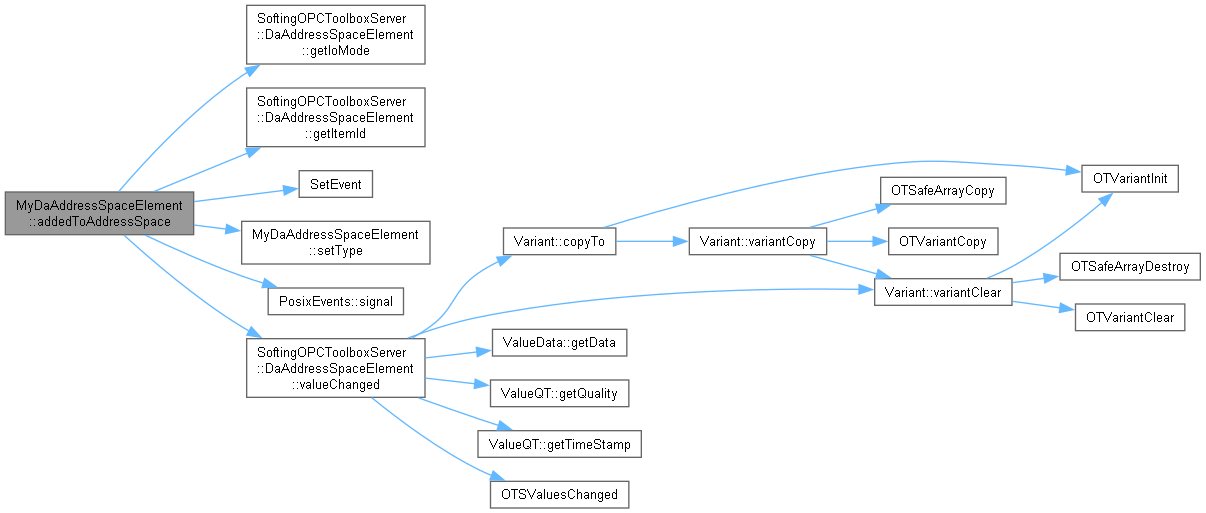 SoftingOPCToolboxServer
::DaAddressSpaceElement
::getIoMode
SoftingOPCToolboxServer
::DaAddressSpaceElement
::getItemId
SetEvent
MyDaAddressSpaceElement
::addedToAddressSpace
MyDaAddressSpaceElement
::setType
PosixEvents::signal
SoftingOPCToolboxServer
::DaAddressSpaceElement
::valueChanged
Variant::copyTo
ValueData::getData
ValueQT::getQuality
ValueQT::getTimeStamp
OTSValuesChanged
Variant::variantCopy
OTSafeArrayCopy
OTVariantCopy
Variant::variantClear
OTVariantInit
OTSafeArrayDestroy
OTVariantClear